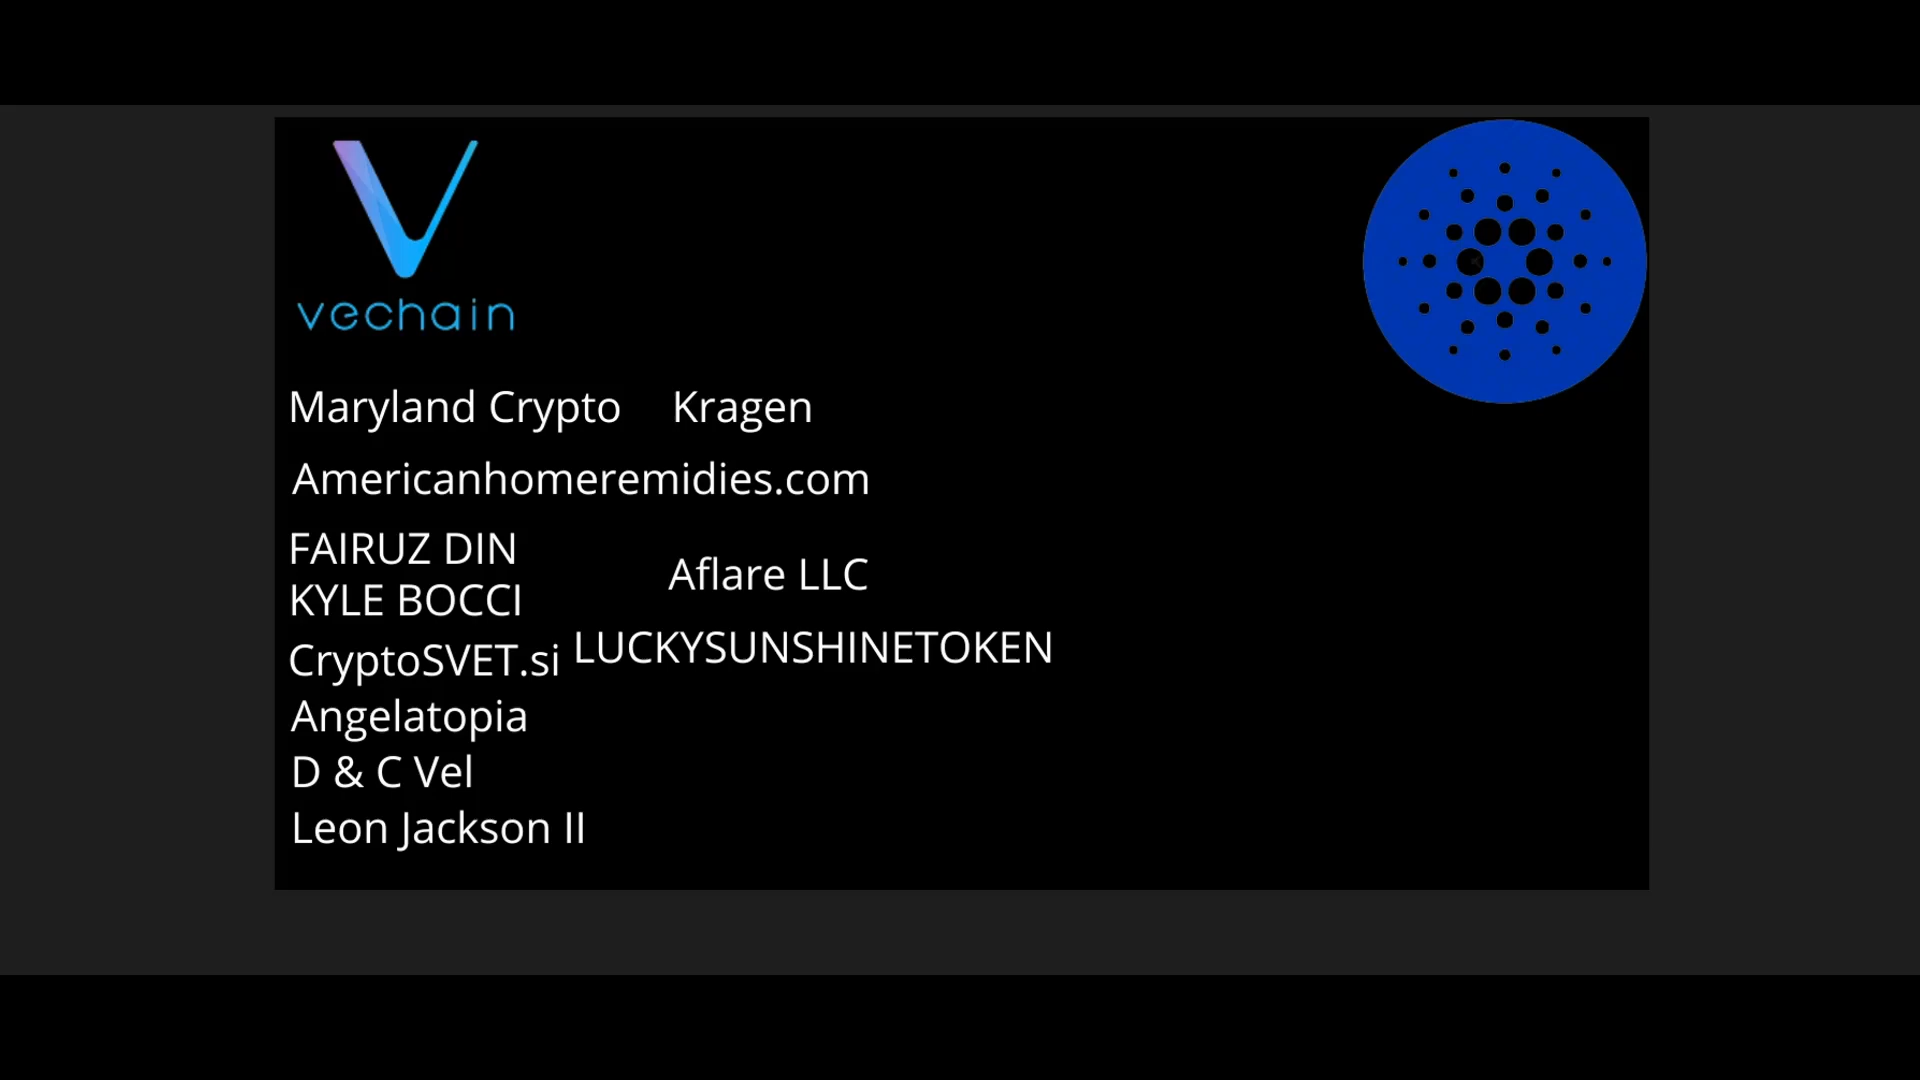 vechain
Maryland Crypto Kragen
Americanhomeremidies.com
FAIRUZ DIN
Aflare LLC
KYLE BOCCI
CryptoSVET.si LUCKYSUNSHINETOKEN
Angelatopia
D & C Vel
Leon Jackson II